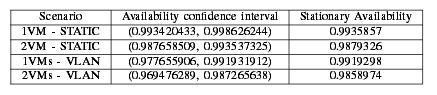 Scenario Availability confidence interval Stationary Availability
1VM - STATIC (0.993420433, 0.998626244) 0.9935857
2VM - STATIC (0.987658509, 0.993537325) 0.9879326
1VMs - VLAN (0.977655906, 0.991931912) 0.9919298
2VMs - VLAN (0.969476289, 0.987265638) 0.9858974